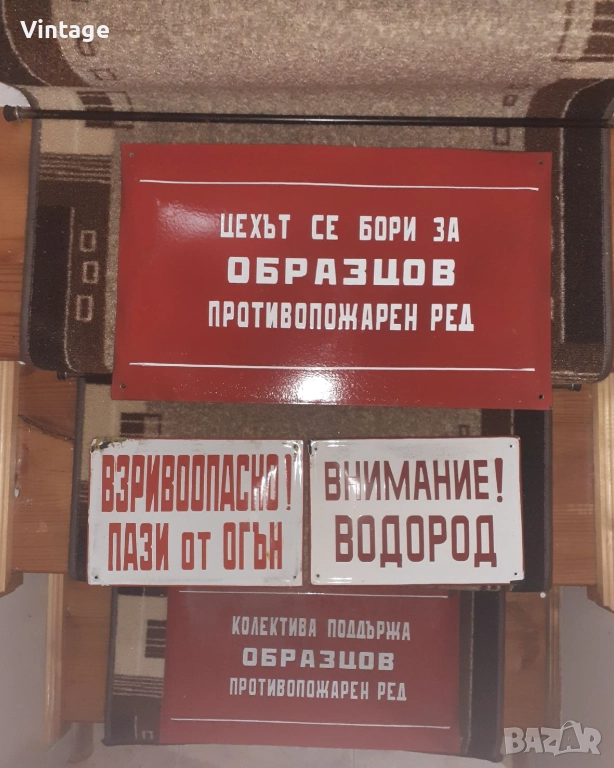 Vintage
ЦЕХЪТ СЕ БОРИ ЗА
ОБРАЗЦОВ
ПРОТИВОПОЖАРЕН РЕД
ВЗРИВООПАСНО!
ПАЗИ ОТ ОГЪН
ВНИМАНИЕ!
ВОДОРОД
КОЛЕКТИВА ПОДДЪРЖА
ОБРАЗЦОВ
ПРОТИВОПОЖАРЕН РЕД
BAZAR